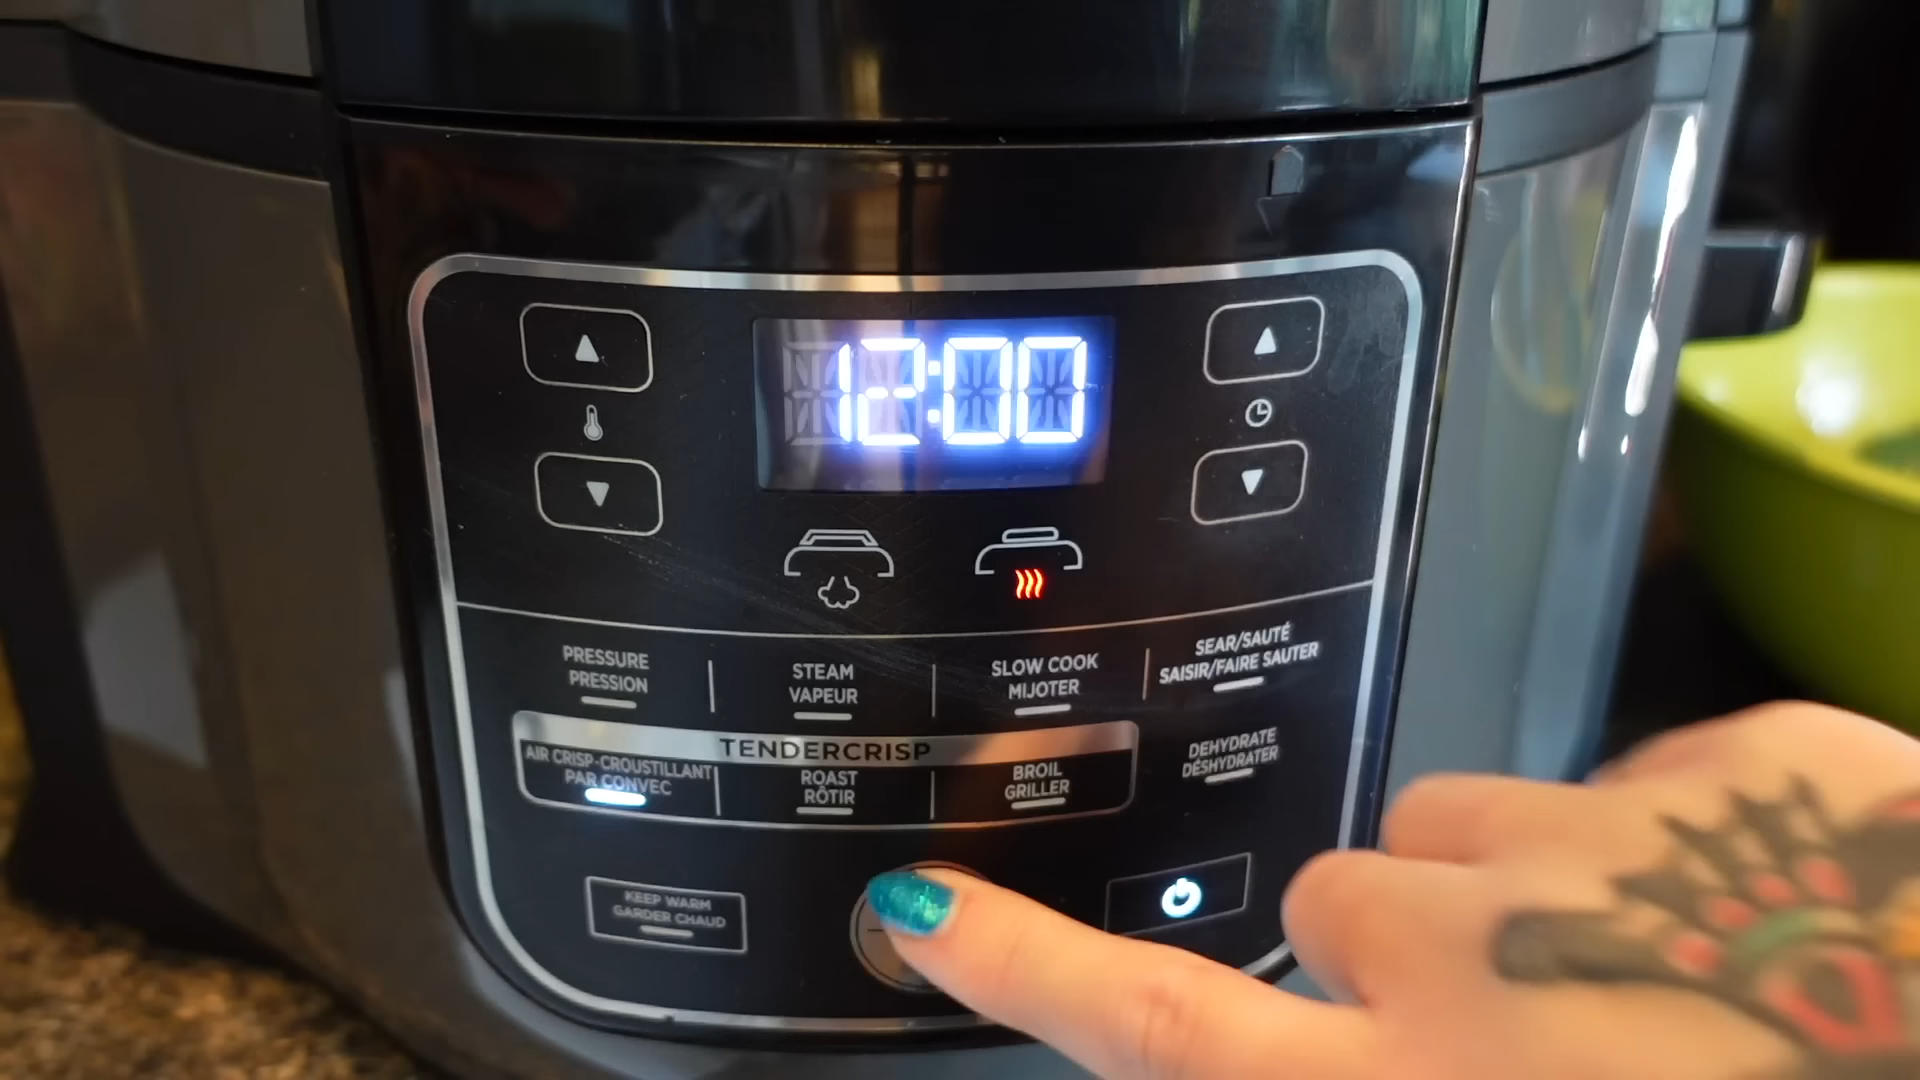 12:00
PRESSURE
PRESSION
STEAM
VAPEUR
SLOW COOK
MIJOTER
SEAR/SAUTÉ
SAISIR/FAIRE SAUTER
TENDERCRISP
AIR CRISP-CROUSTILLANT
PAR CONVEC
ROAST
RÔTIR
BROIL
GRILLER
DEHYDRATE
DÉSHYDRATER
KEEP WARM
GARDER CHAUD